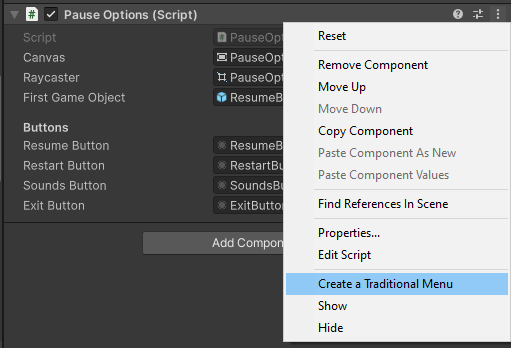 Pause Options (Script)
Script PauseOpt
Canvas PauseOpt
Raycaster PauseOpt
First Game Object ResumeB
Buttons
Resume Button ResumeB
Restart Button RestartBu
Sounds Button SoundsBu
Exit Button ExitButton
Add Compon
Reset
Remove Component
Move Up
Move Down
Copy Component
Paste Component As New
Paste Component Values
Find References In Scene
Properties...
Edit Script
Create a Traditional Menu
Show
Hide